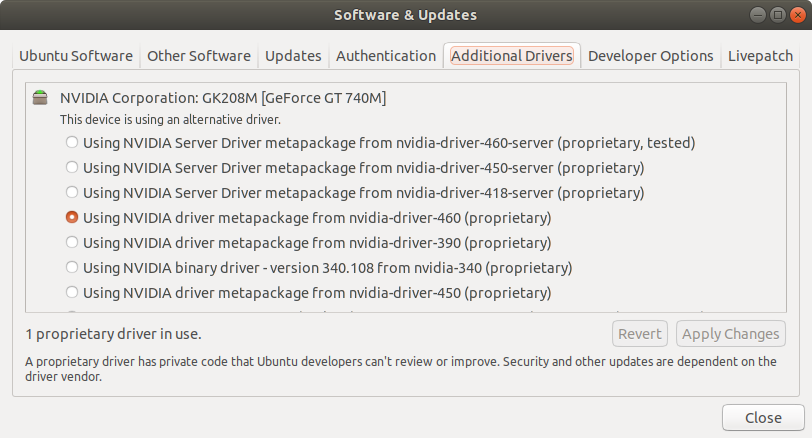 Software & Updates
Ubuntu Software
Other Software
Updates
Authentication
Additional Drivers
Developer Options
Livepatch
NVIDIA Corporation: GK208M [GeForce GT 740M]
This device is using an alternative driver.
Using NVIDIA Server Driver metapackage from nvidia-driver-460-server (proprietary, tested)
Using NVIDIA Server Driver metapackage from nvidia-driver-450-server (proprietary)
Using NVIDIA Server Driver metapackage from nvidia-driver-418-server (proprietary)
Using NVIDIA driver metapackage from nvidia-driver-460 (proprietary)
Using NVIDIA driver metapackage from nvidia-driver-390 (proprietary)
Using NVIDIA binary driver - version 340.108 from nvidia-340 (proprietary)
Using NVIDIA driver metapackage from nvidia-driver-450 (proprietary)
1 proprietary driver in use.
Revert
Apply Changes
A proprietary driver has private code that Ubuntu developers can't review or improve. Security and other updates are dependent on the
driver vendor.
Close